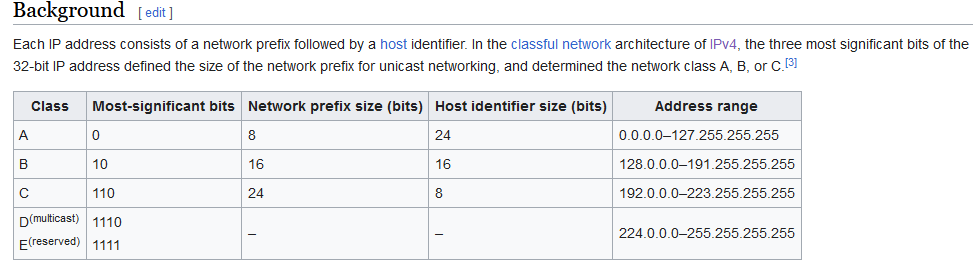 Background [ edit ]
Each IP address consists of a network prefix followed by a host identifier. In the classful network architecture of IPv4, the three most significant bits of the
32-bit IP address defined the size of the network prefix for unicast networking, and determined the network class A, B, or C.[3]
Class Most-significant bits Network prefix size (bits) Host identifier size (bits) Address range
A 0 8 24 0.0.0.0–127.255.255.255
B 10 16 16 128.0.0.0–191.255.255.255
C 110 24 8 192.0.0.0–223.255.255.255
D(multicast) 1110
E(reserved) 1111
– – 224.0.0.0–255.255.255.255